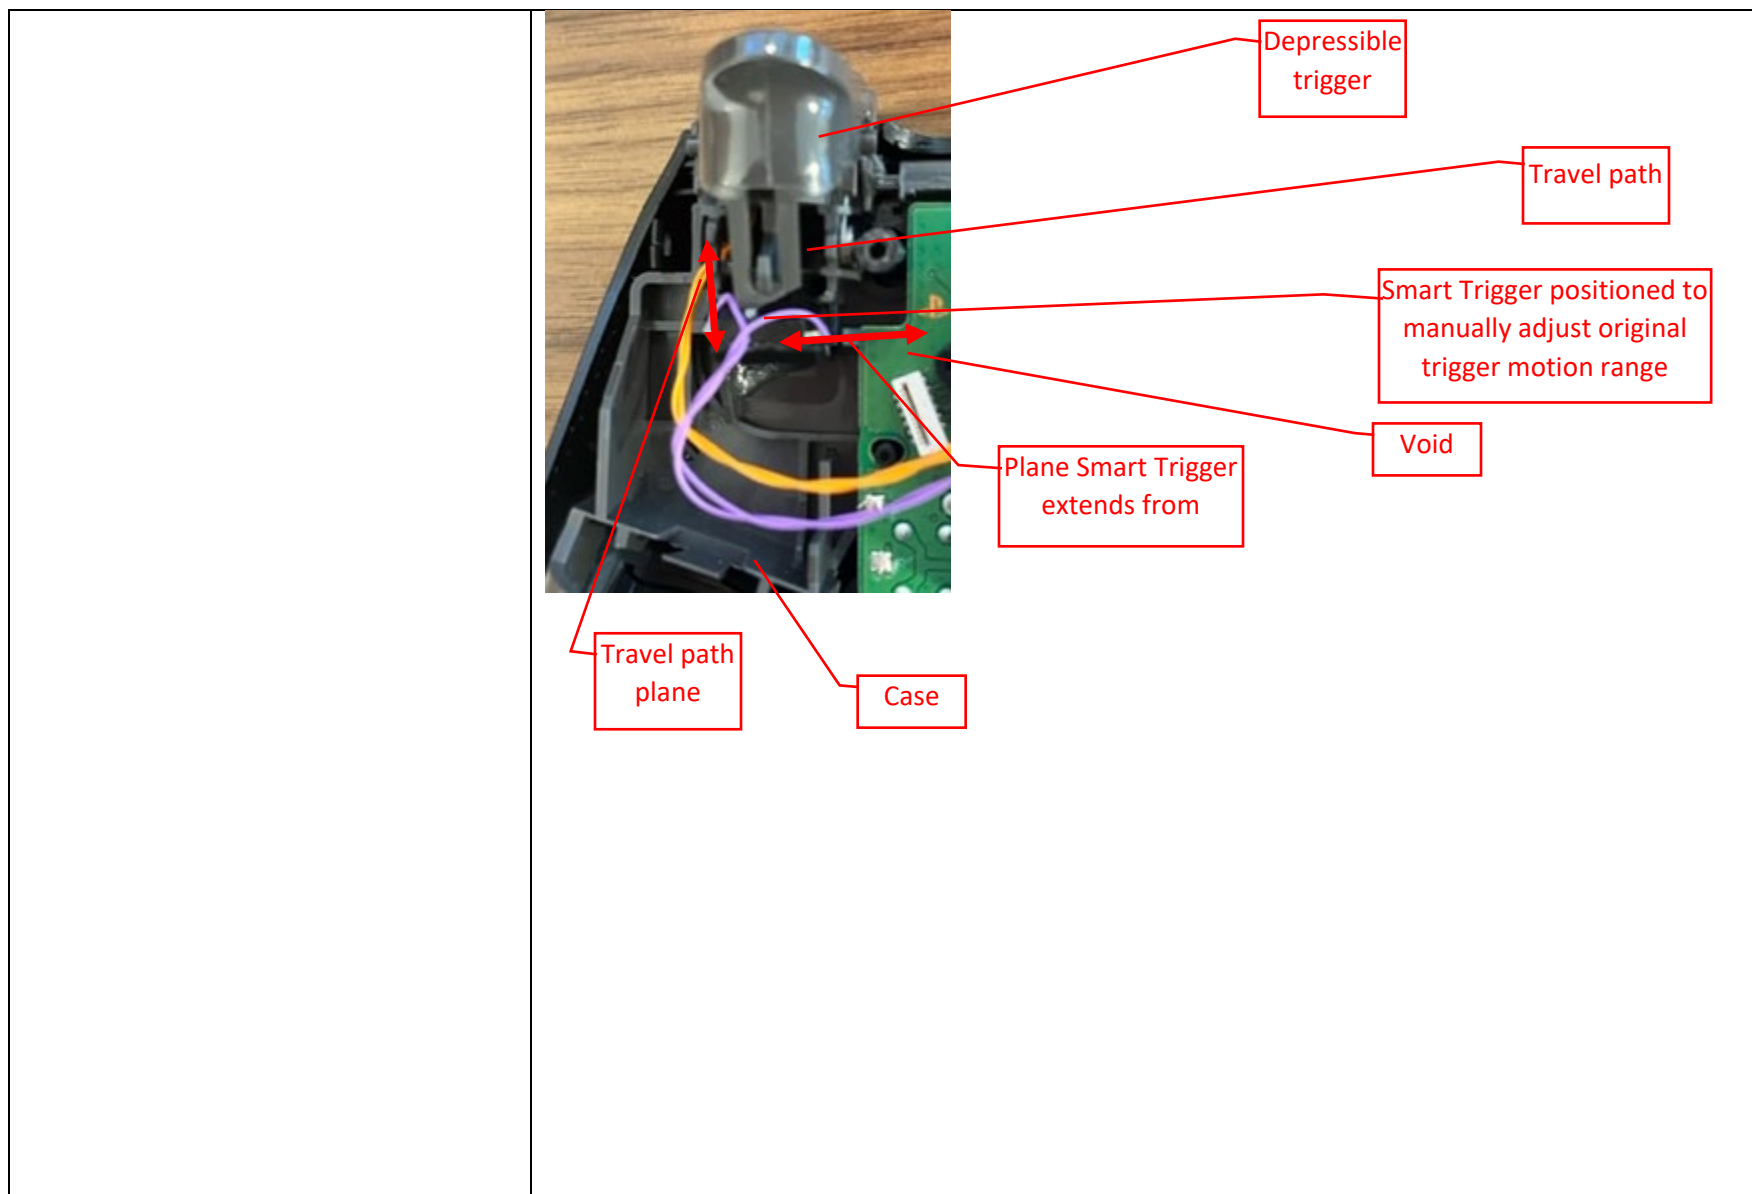 Depressible
trigger
Travel path
Smart Trigger positioned to
manually adjust original
trigger motion range
Void
Plane Smart Trigger
extends from
Travel path
plane
Case